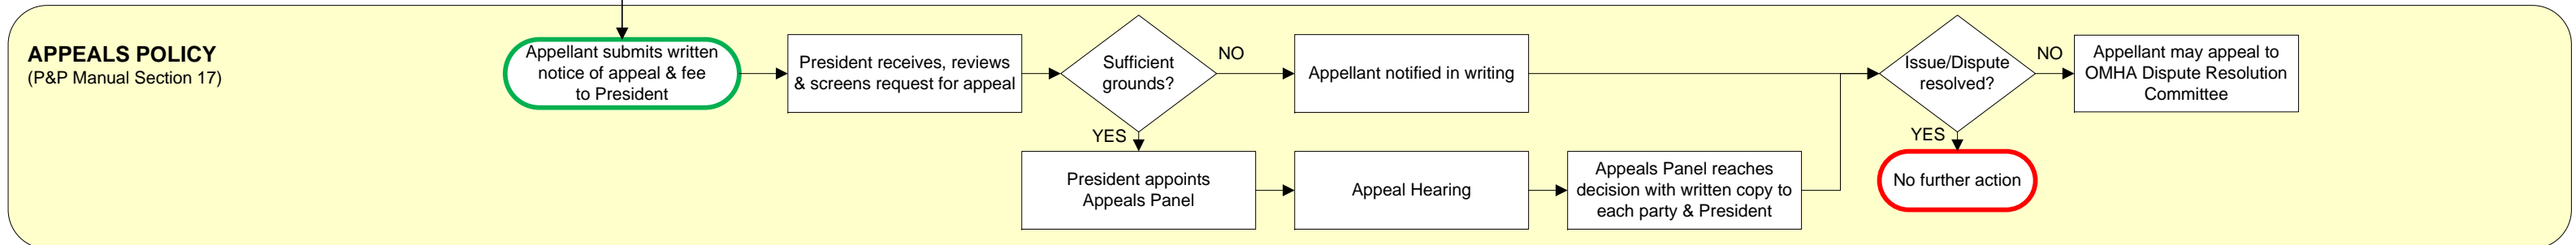 APPEALS POLICY
(P&P Manual Section 17)
Appellant submits written
notice of appeal & fee
to President
President receives, reviews
& screens request for appeal
Sufficient
grounds?
NO
Appellant notified in writing
Issue/Dispute
resolved?
NO
Appellant may appeal to
OMHA Dispute Resolution
Committee
YES
President appoints
Appeals Panel
Appeal Hearing
Appeals Panel reaches
decision with written copy to
each party & President
YES
No further action